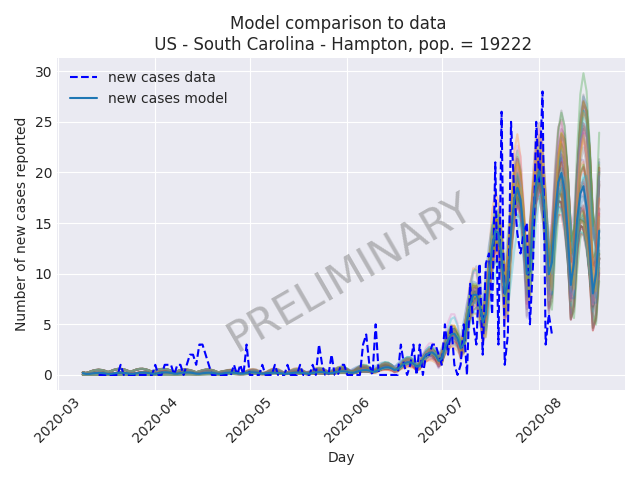 Model comparison to data
US - South Carolina - Hampton, pop. = 19222
new cases data
new cases model
PRELIMINARY
Number of new cases reported
30
25
20
15
10
5
0
2020-03
2020-04
2020-05
2020-06
2020-07
2020-08
Day